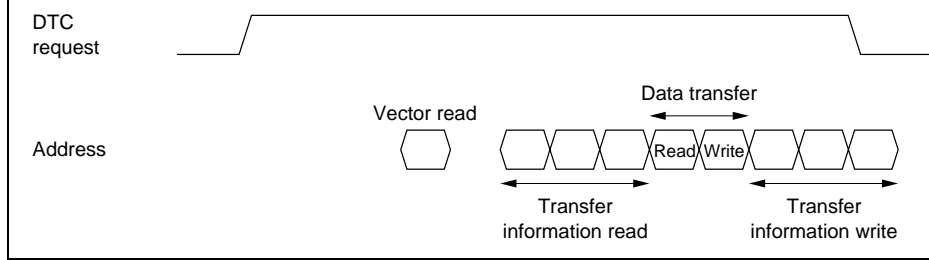 DTC
request
Data transfer
Vector read
Address
Read Write
Transfer
information read
Transfer
information write